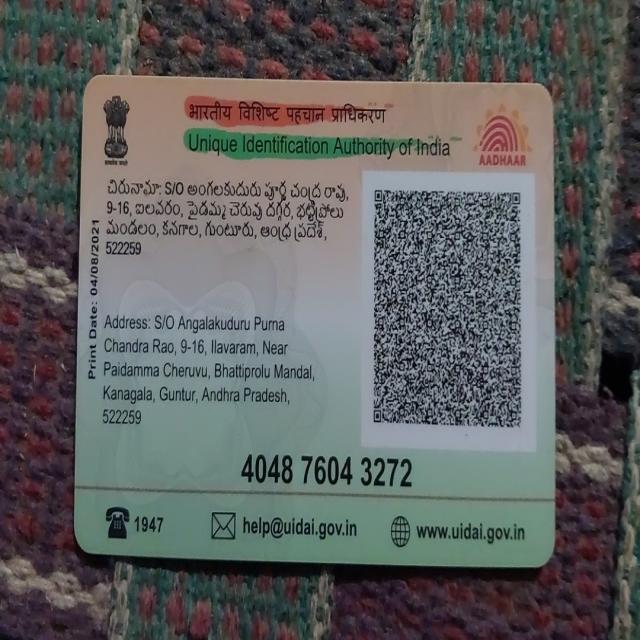 भारतीय विशिष्ट पहचान प्राधिकरण
Unique Identification Authority of India
AADHAAR
చిరునామా: S/O అంగలకుదురు పూర్ణ చంద్ర రావు,
9-16, ఐలవరం, పైడమ్మ చెరువు దగ్గర, భట్టిప్రోలు
మండలం, కనగాల, గుంటూరు, ఆంధ్ర ప్రదేశ్,
522259
Print Date: 04/08/2021
Address: S/O Angalakuduru Purna
Chandra Rao, 9-16, Ilavaram, Near
Paidamma Cheruvu, Bhattiprolu Mandal,
Kanagala, Guntur, Andhra Pradesh,
522259
4048 7604 3272
1947
help@uidai.gov.in
www.uidai.gov.in